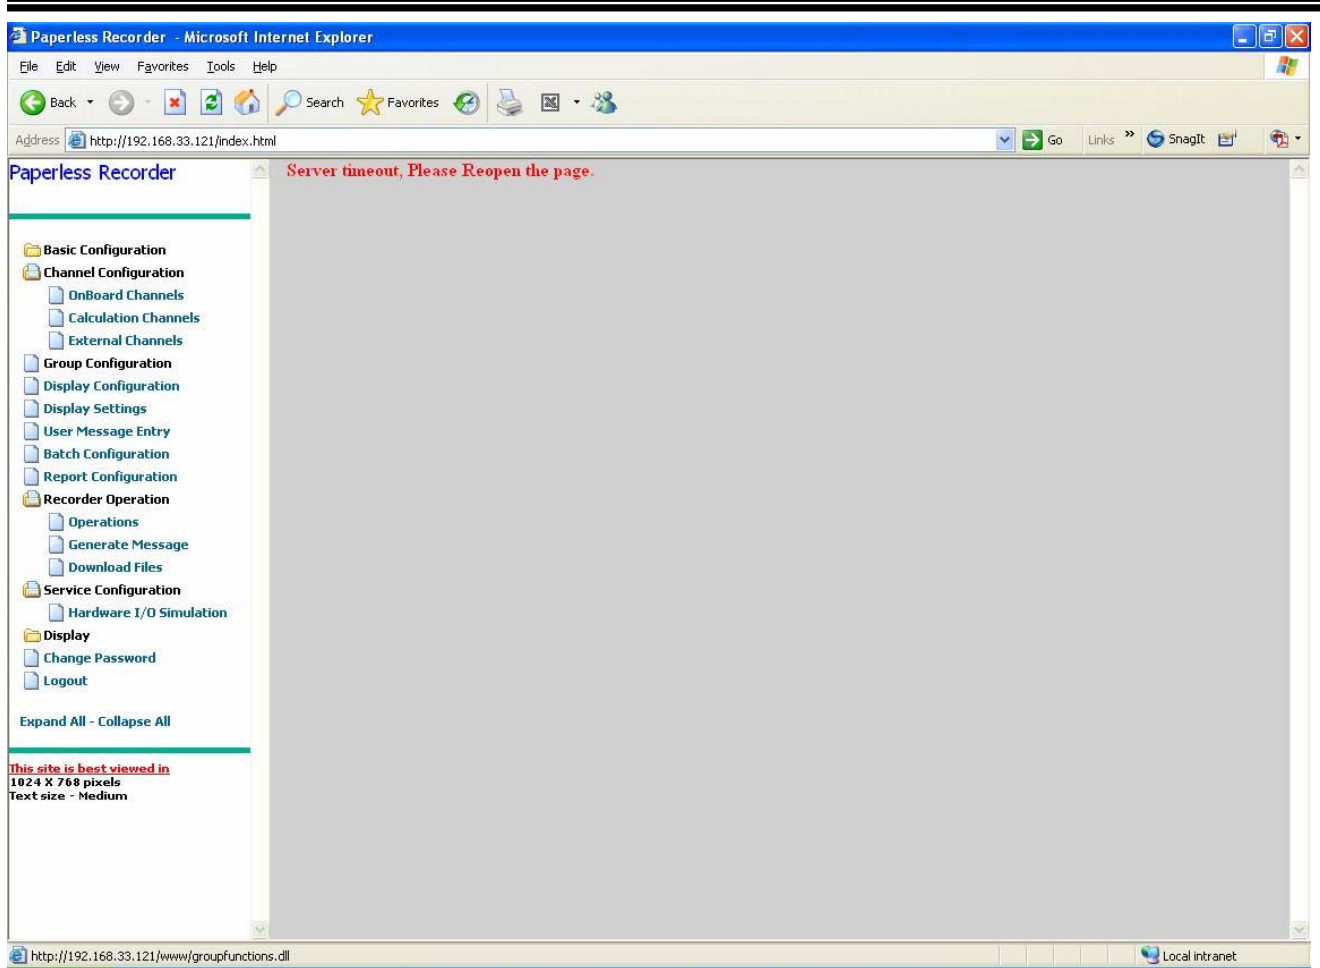 Paperless Recorder - Microsoft Internet Explorer
File Edit View Favorites Tools Help
Back Search Favorites
Address http://192.168.33.121/index.html Go Links » SnagIt
Paperless Recorder
Server timeout, Please Reopen the page.
Basic Configuration
Channel Configuration
OnBoard Channels
Calculation Channels
External Channels
Group Configuration
Display Configuration
Display Settings
User Message Entry
Batch Configuration
Report Configuration
Recorder Operation
Operations
Generate Message
Download Files
Service Configuration
Hardware I/O Simulation
Display
Change Password
Logout
Expand All - Collapse All
This site is best viewed in
1024 X 768 pixels
Text size - Medium
http://192.168.33.121/www/groupfunctions.dll Local intranet